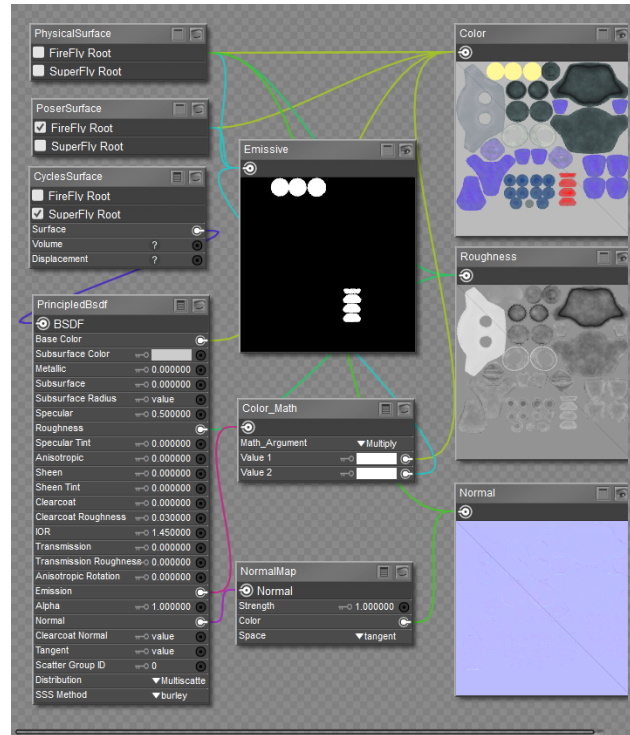 PhysicalSurface
FireFly Root
SuperFly Root
PoserSurface
FireFly Root
SuperFly Root
CyclesSurface
FireFly Root
SuperFly Root
Surface
Volume ?
Displacement ?
PrincipledBsdf
BSDF
Base Color
Subsurface Color
Metallic 0.000000
Subsurface 0.000000
Subsurface Radius value
Specular 0.500000
Roughness
Specular Tint 0.000000
Anisotropic 0.000000
Sheen 0.000000
Sheen Tint 0.000000
Clearcoat 0.000000
Clearcoat Roughness 0.030000
IOR 1.450000
Transmission 0.000000
Transmission Roughness 0.000000
Anisotropic Rotation 0.000000
Emission
Alpha 1.000000
Normal
Clearcoat Normal value
Tangent value
Scatter Group ID 0
Distribution Multiscatte
SSS Method burley
Emissive
Color_Math
Math_Argument Multiply
Value 1
Value 2
NormalMap
Normal
Strength 1.000000
Color
Space tangent
Color
Roughness
Normal